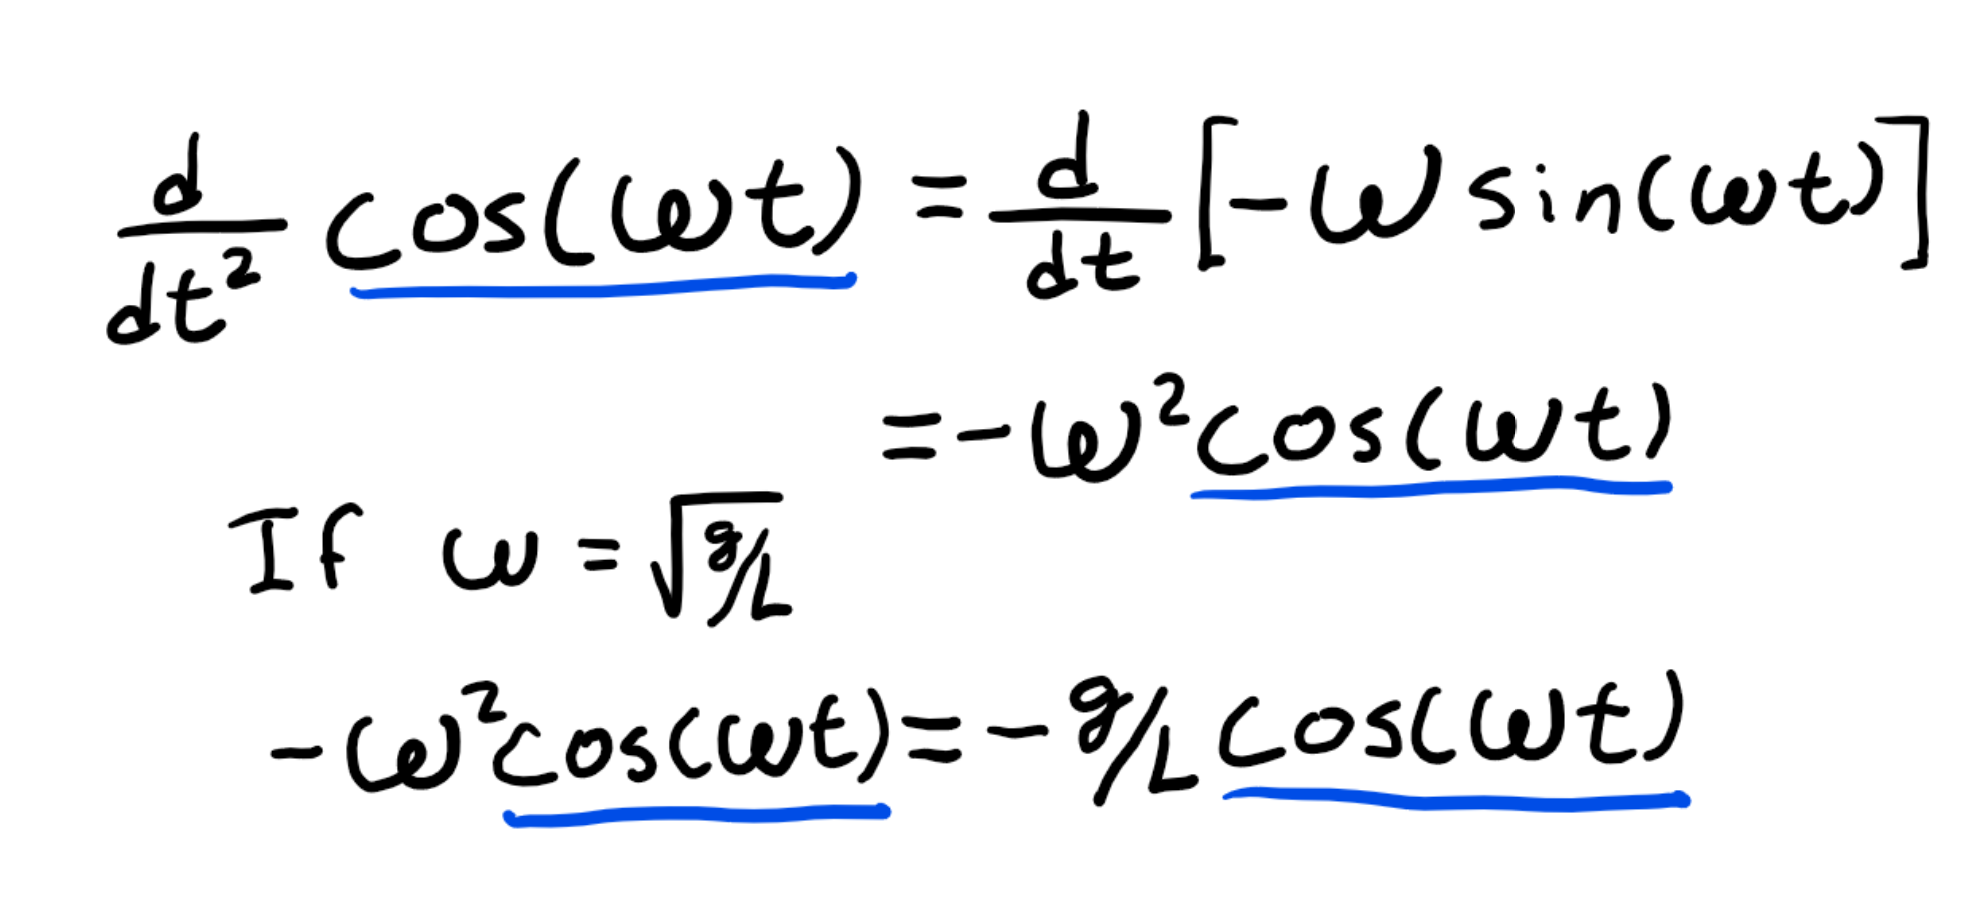 d/dt² cos(ωt) = d/dt [-ω sin(ωt)]
= -ω² cos(ωt)
If ω = √(g/L)
-ω² cos(ωt) = -g/L cos(ωt)